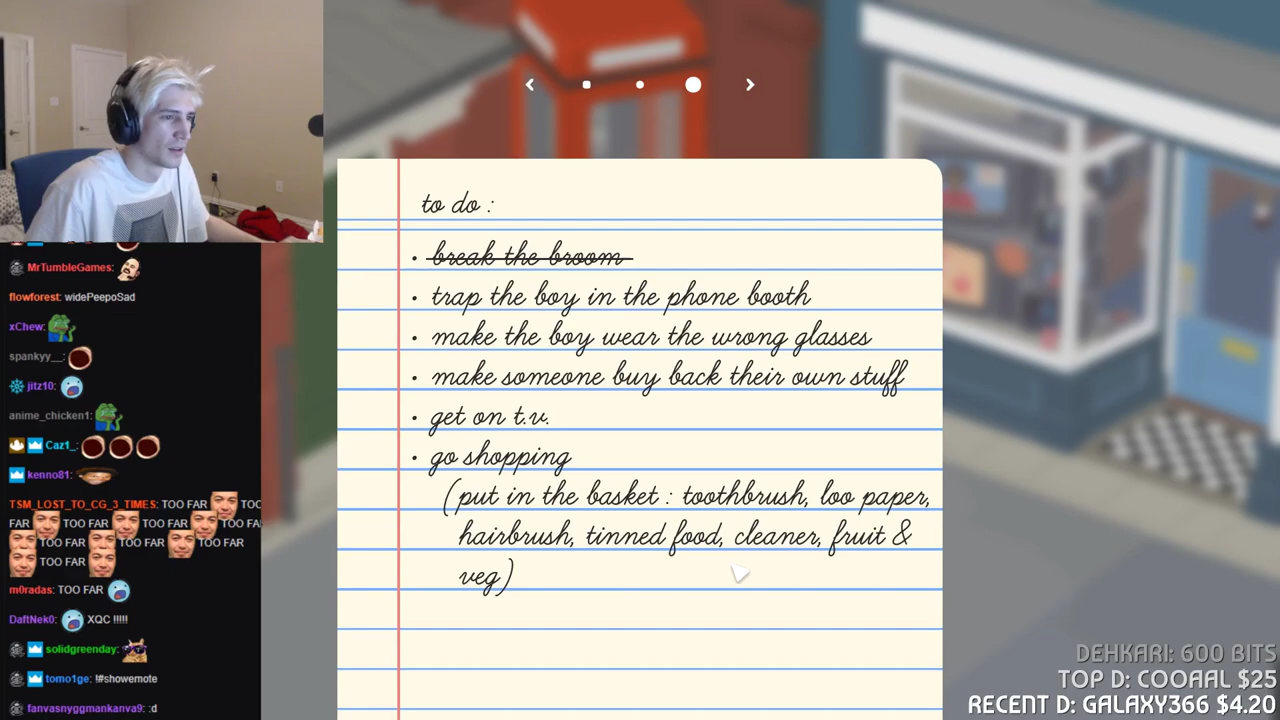 to do :
break the broom
trap the boy in the phone booth
make the boy wear the wrong glasses
make someone buy back their own stuff
get on t.v.
go shopping
(put in the basket : toothbrush, loo paper,
hairbrush, tinned food, cleaner, fruit &
veg)
MrTumbleGames:
flowforest: widePeepoSad
xChew:
spankyy__:
jitz10:
anime_chicken1:
Caz1_:
kenno81:
TSM_LOST_TO_CG_3_TIMES: TOO FAR TOO
FAR TOO FAR TOO FAR TOO FA
TOO FAR TOO FAR TOO FAR
TOO FAR
m0radas: TOO FAR
DaftNek0: XQC !!!!!
solidgreenday:
tomo1ge: !#showemote
fanvasnyggmankanva9: :d
DEHKARI: 600 BITS
TOP D: COOAAL $25
RECENT D: GALAXY366 $4.20